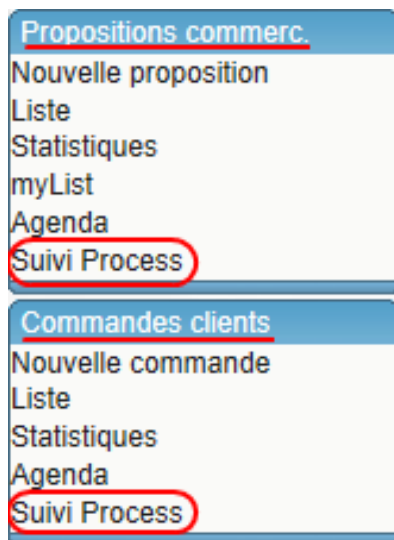 Propositions commerc.
Nouvelle proposition
Liste
Statistiques
myList
Agenda
Suivi Process
Commandes clients
Nouvelle commande
Liste
Statistiques
Agenda
Suivi Process